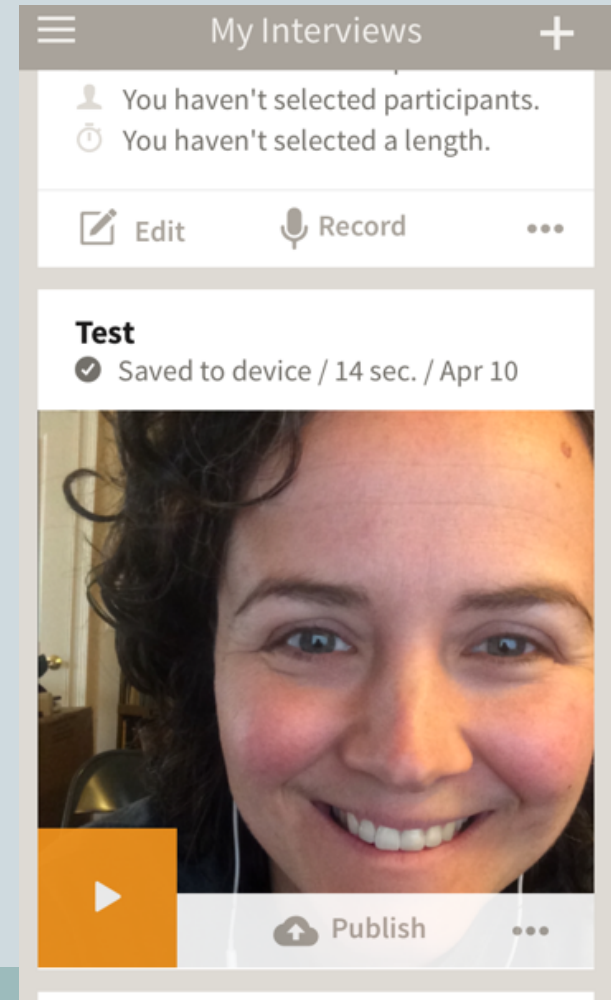 My Interviews
You haven't selected participants.
You haven't selected a length.
Edit Record
Test
Saved to device / 14 sec. / Apr 10
Publish